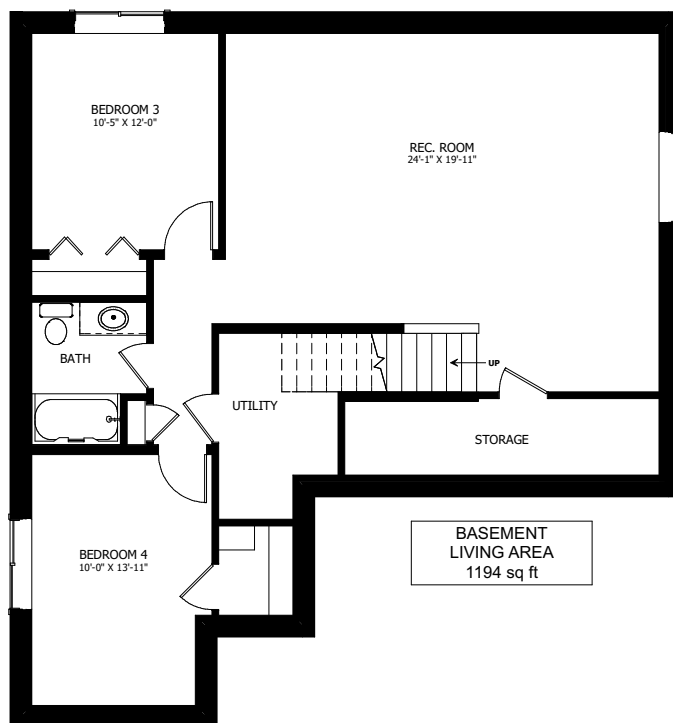 BEDROOM 3
10'-5" X 12'-0"
REC. ROOM
24'-1" X 19'-11"
BATH
UP
UTILITY
STORAGE
BEDROOM 4
10'-0" X 13'-11"
BASEMENT
LIVING AREA
1194 sq ft